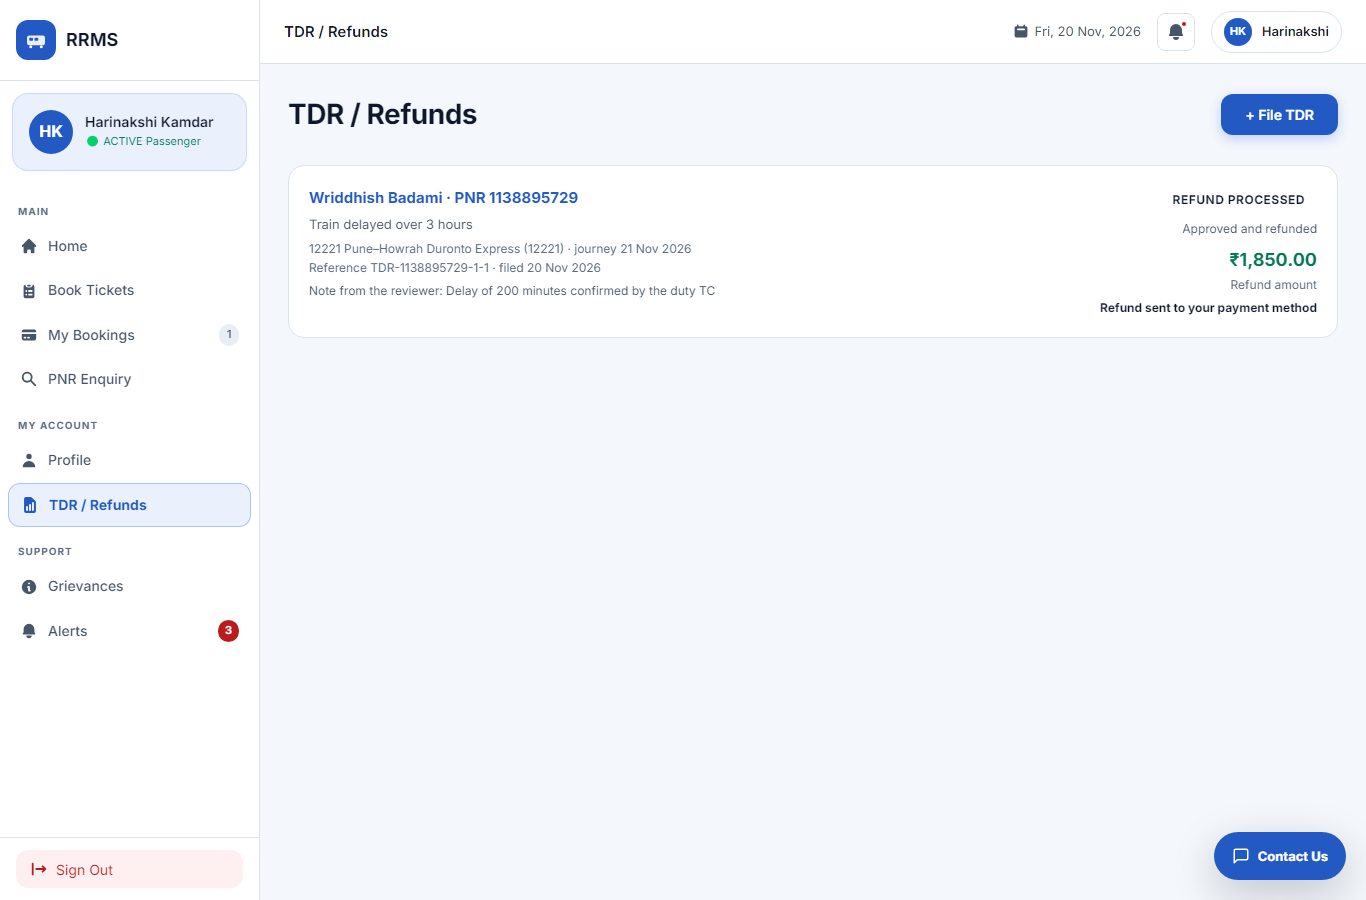 RRMS
HK
Harinakshi Kamdar
ACTIVE Passenger
MAIN
Home
Book Tickets
My Bookings
1
PNR Enquiry
MY ACCOUNT
Profile
TDR / Refunds
SUPPORT
Grievances
Alerts
3
Sign Out
TDR / Refunds
Fri, 20 Nov, 2026
HK
Harinakshi
TDR / Refunds
+ File TDR
Wriddhish Badami · PNR 1138895729
Train delayed over 3 hours
12221 Pune–Howrah Duronto Express (12221) · journey 21 Nov 2026
Reference TDR-1138895729-1-1 · filed 20 Nov 2026
Note from the reviewer: Delay of 200 minutes confirmed by the duty TC
REFUND PROCESSED
Approved and refunded
₹1,850.00
Refund amount
Refund sent to your payment method
Contact Us